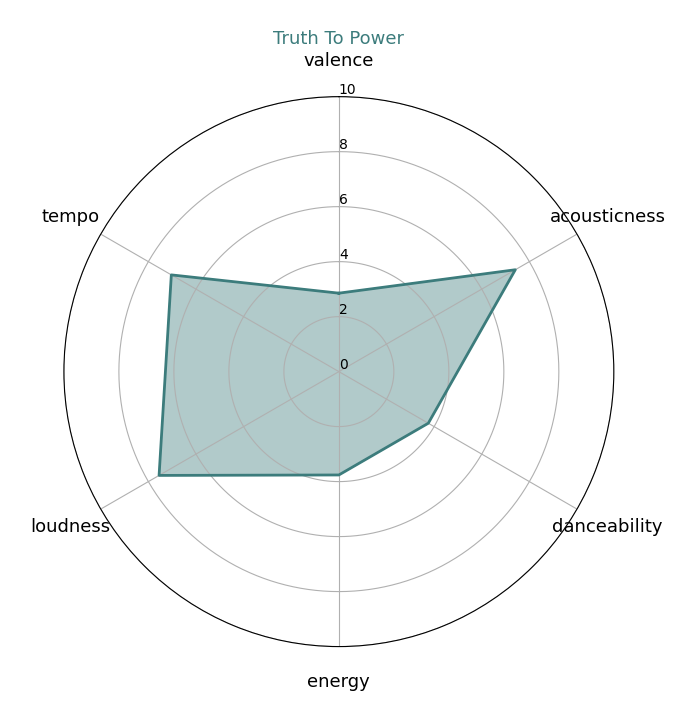 Truth To Power
valence
10
8
6
4
2
0
tempo
acousticness
loudness
danceability
energy